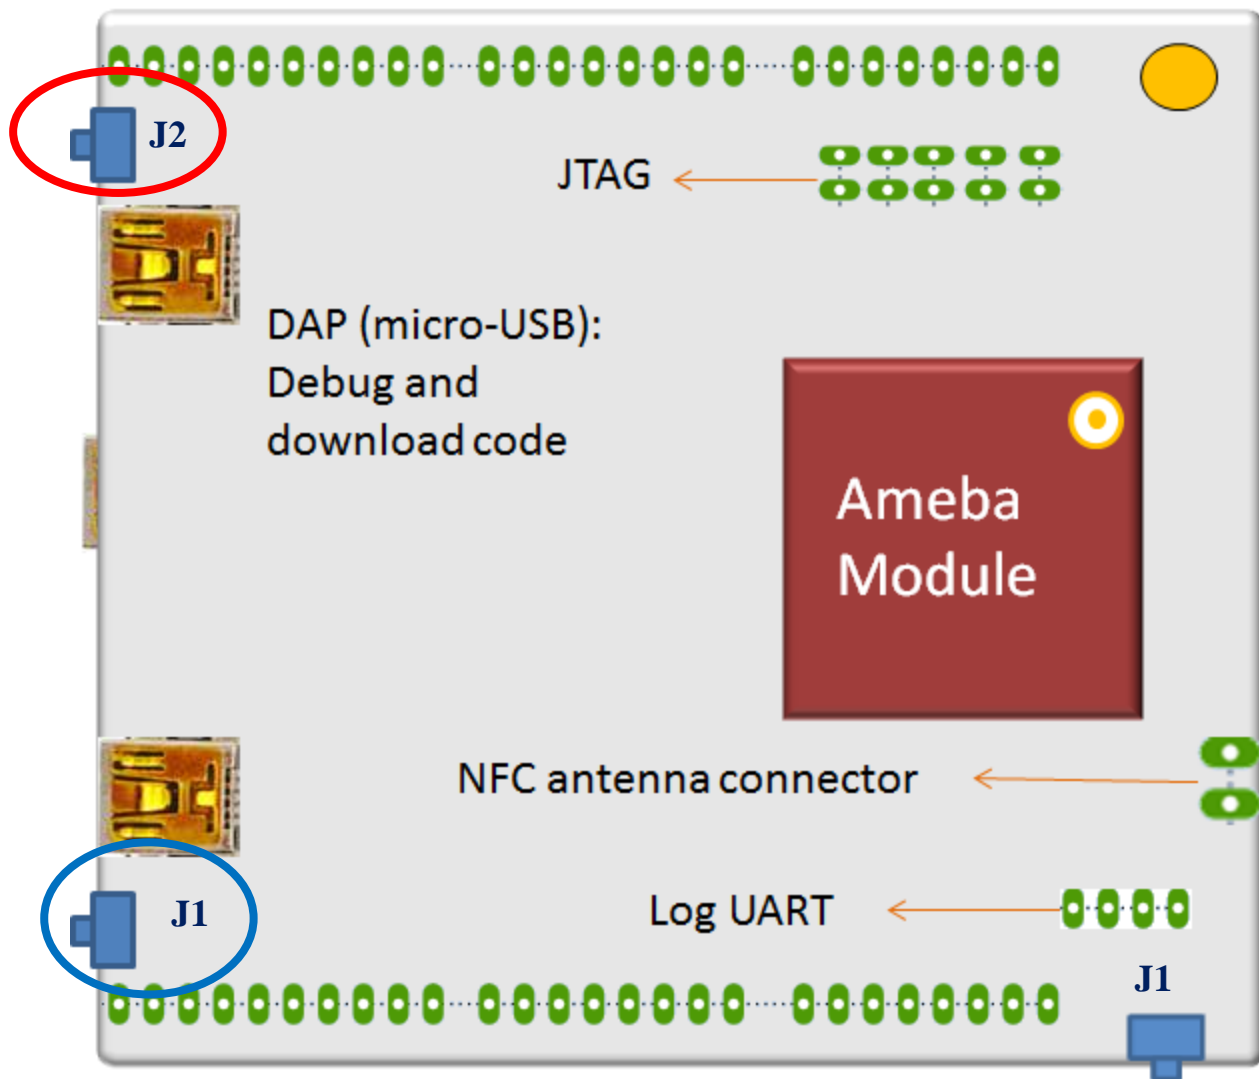 J2
JTAG
DAP (micro-USB):
Debug and
download code
Ameba
Module
NFC antenna connector
J1
Log UART
J1